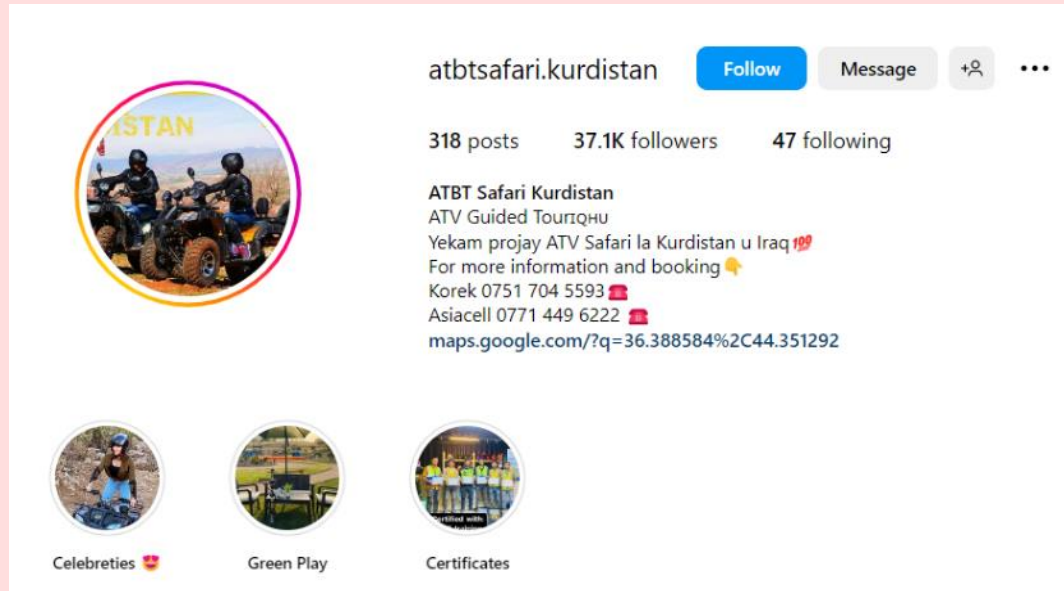 atbtsafari.kurdistan Follow Message
318 posts 37.1K followers 47 following
ISTAN
ATBT Safari Kurdistan
ATV Guided TourIQHU
Yekam projay ATV Safari la Kurdistan u Iraq 💯
For more information and booking👇
Korek 0751 704 5593☎️
Asiacell 0771 449 6222 ☎️
maps.google.com/?q=36.388584%2C44.351292
Certified with:
Celebreties 😍 Green Play Certificates